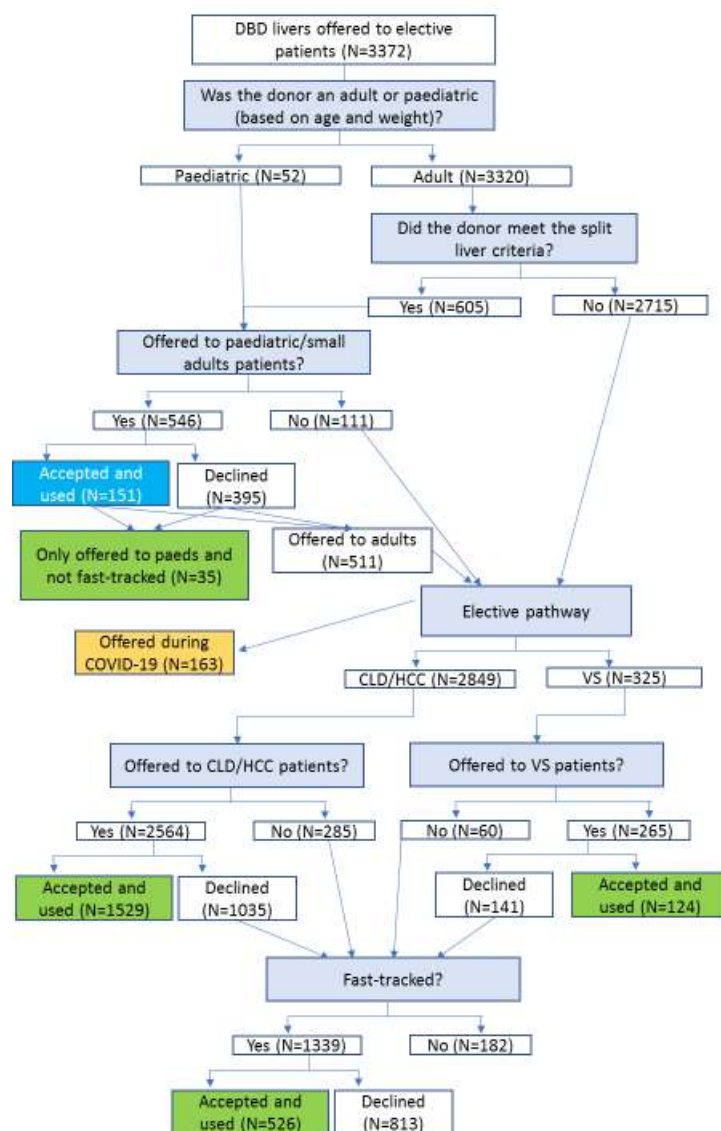 DBD livers offered to elective
patients (N=3372)
Was the donor an adult or paediatric
(based on age and weight)?
Paediatric (N=52)
Adult (N=3320)
Did the donor meet the split
liver criteria?
Yes (N=605)
No (N=2715)
Offered to paediatric/small
adults patients?
Yes (N=546)
No (N=111)
Accepted and
used (N=151)
Declined
(N=395)
Only offered to paeds and
not fast-tracked (N=35)
Offered to adults
(N=511)
Elective pathway
Offered during
COVID-19 (N=163)
CLD/HCC (N=2849)
VS (N=325)
Offered to CLD/HCC patients?
Offered to VS patients?
Yes (N=2564)
No (N=285)
No (N=60)
Yes (N=265)
Accepted and
used (N=1529)
Declined
(N=1035)
Declined
(N=141)
Accepted and
used (N=124)
Fast-tracked?
Yes (N=1339)
No (N=182)
Accepted and
used (N=526)
Declined
(N=813)